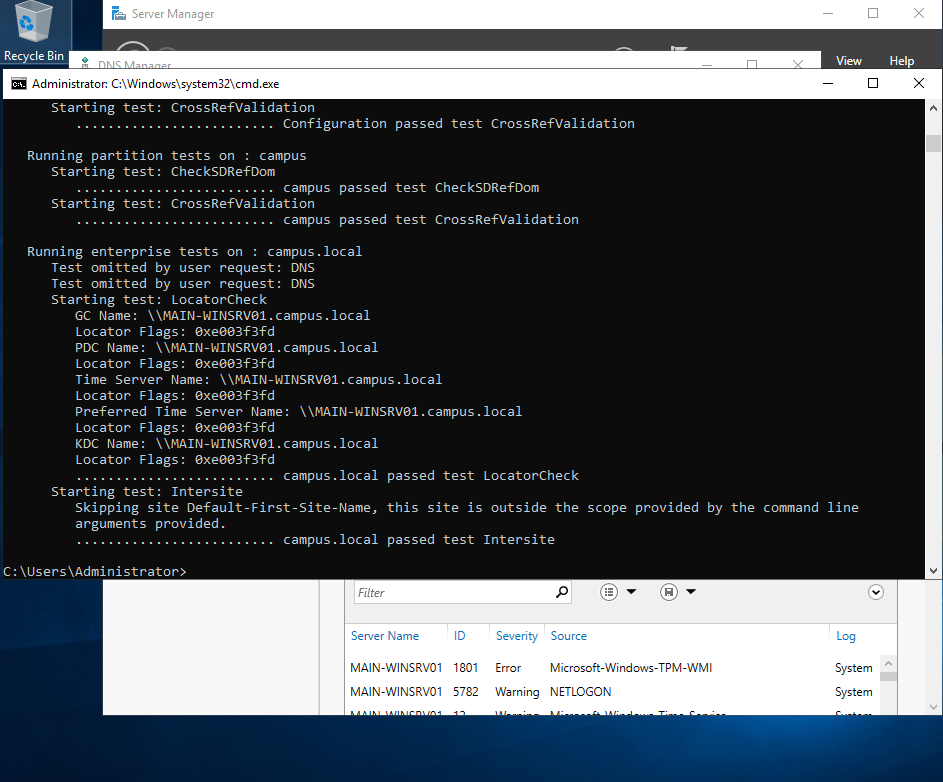 Recycle Bin
Server Manager
View Help
DNS Manager
Administrator: C:\Windows\system32\cmd.exe
Starting test: CrossRefValidation
......................... Configuration passed test CrossRefValidation
Running partition tests on : campus
Starting test: CheckSDRefDom
......................... campus passed test CheckSDRefDom
Starting test: CrossRefValidation
......................... campus passed test CrossRefValidation
Running enterprise tests on : campus.local
Test omitted by user request: DNS
Test omitted by user request: DNS
Starting test: LocatorCheck
GC Name: \\MAIN-WINSRV01.campus.local
Locator Flags: 0xe003f3fd
PDC Name: \\MAIN-WINSRV01.campus.local
Locator Flags: 0xe003f3fd
Time Server Name: \\MAIN-WINSRV01.campus.local
Locator Flags: 0xe003f3fd
Preferred Time Server Name: \\MAIN-WINSRV01.campus.local
Locator Flags: 0xe003f3fd
KDC Name: \\MAIN-WINSRV01.campus.local
Locator Flags: 0xe003f3fd
......................... campus.local passed test LocatorCheck
Starting test: Intersite
Skipping site Default-First-Site-Name, this site is outside the scope provided by the command line
arguments provided.
......................... campus.local passed test Intersite
C:\Users\Administrator>
Filter
Server Name ID Severity Source Log
MAIN-WINSRV01 1801 Error Microsoft-Windows-TPM-WMI System
MAIN-WINSRV01 5782 Warning NETLOGON System
MAIN-WINSRV01 12 Warning Microsoft-Windows-Time-Service System